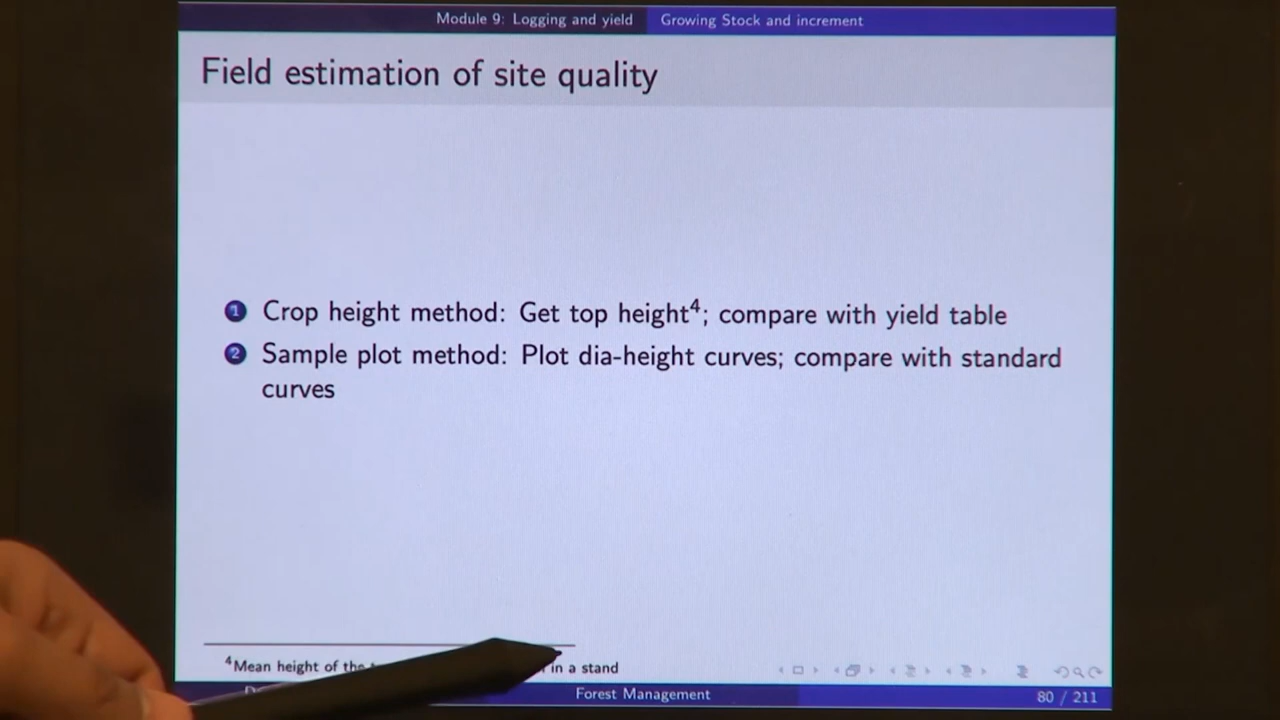 Module 9: Logging and yield
Growing Stock and increment
Field estimation of site quality
1 Crop height method: Get top height⁴; compare with yield table
2 Sample plot method: Plot dia-height curves; compare with standard
curves
⁴Mean height of the in a stand
Forest Management
80 / 211